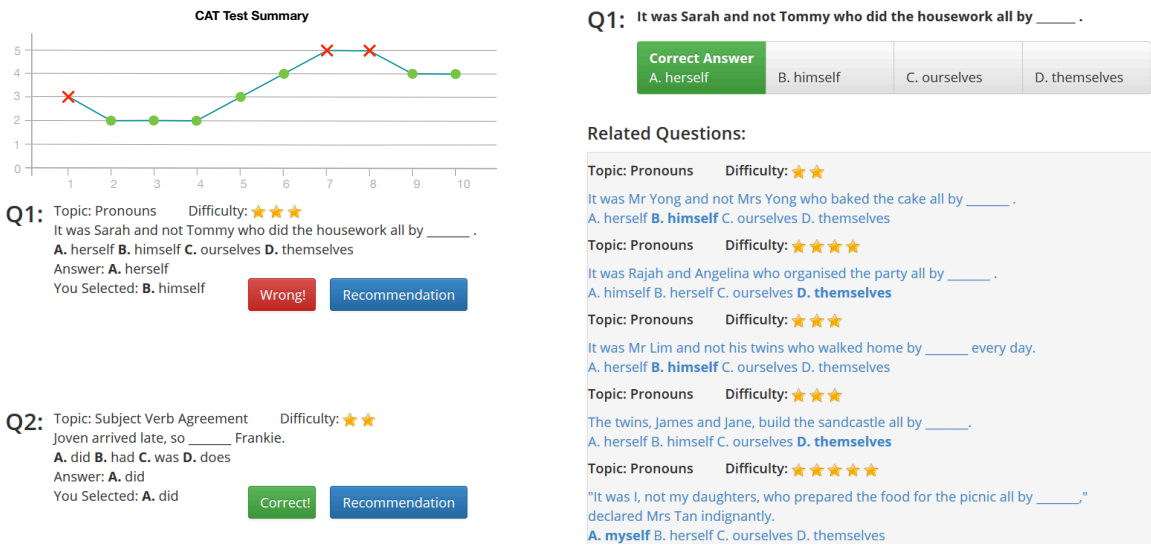 CAT Test Summary
5
4
3
2
1
0
1 2 3 4 5 6 7 8 9 10
Q1: Topic: Pronouns Difficulty:
It was Sarah and not Tommy who did the housework all by ______ .
A. herself B. himself C. ourselves D. themselves
Answer: A. herself
You Selected: B. himself
Wrong! Recommendation
Q2: Topic: Subject Verb Agreement Difficulty:
Joven arrived late, so ______ Frankie.
A. did B. had C. was D. does
Answer: A. did
You Selected: A. did
Correct! Recommendation
Q1: It was Sarah and not Tommy who did the housework all by ______ .
Correct Answer
A. herself B. himself C. ourselves D. themselves
Related Questions:
Topic: Pronouns Difficulty:
It was Mr Yong and not Mrs Yong who baked the cake all by ______ .
A. herself B. himself C. ourselves D. themselves
Topic: Pronouns Difficulty:
It was Rajah and Angelina who organised the party all by ______ .
A. himself B. herself C. ourselves D. themselves
Topic: Pronouns Difficulty:
It was Mr Lim and not his twins who walked home by ______ every day.
A. herself B. himself C. ourselves D. themselves
Topic: Pronouns Difficulty:
The twins, James and Jane, build the sandcastle all by ______.
A. herself B. himself C. ourselves D. themselves
Topic: Pronouns Difficulty:
"It was I, not my daughters, who prepared the food for the picnic all by ______,"
declared Mrs Tan indignantly.
A. myself B. herself C. ourselves D. themselves